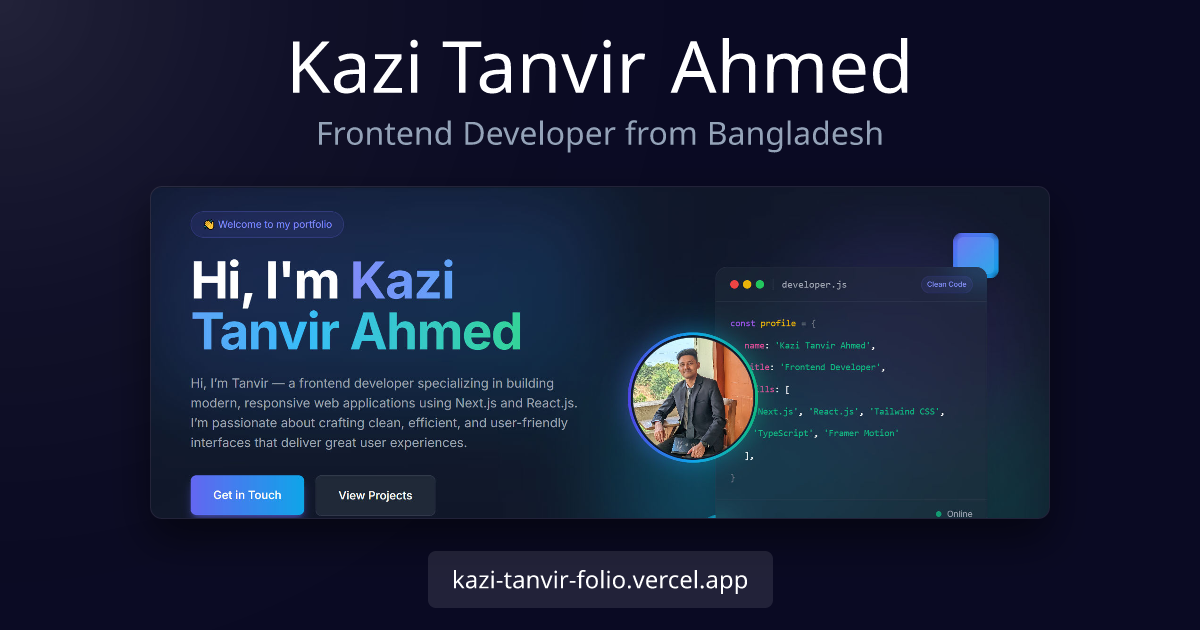 Kazi Tanvir Ahmed
Frontend Developer from Bangladesh
👋 Welcome to my portfolio
Hi, I'm Kazi
Tanvir Ahmed
Hi, I’m Tanvir — a frontend developer specializing in building
modern, responsive web applications using Next.js and React.js.
I’m passionate about crafting clean, efficient, and user-friendly
interfaces that deliver great user experiences.
Get in Touch
View Projects
developer.js
Clean Code
const profile = {
name: 'Kazi Tanvir Ahmed',
itle: 'Frontend Developer',
lls: [
Next.js', 'React.js', 'Tailwind CSS',
'TypeScript', 'Framer Motion'
],
}
Online
kazi-tanvir-folio.vercel.app